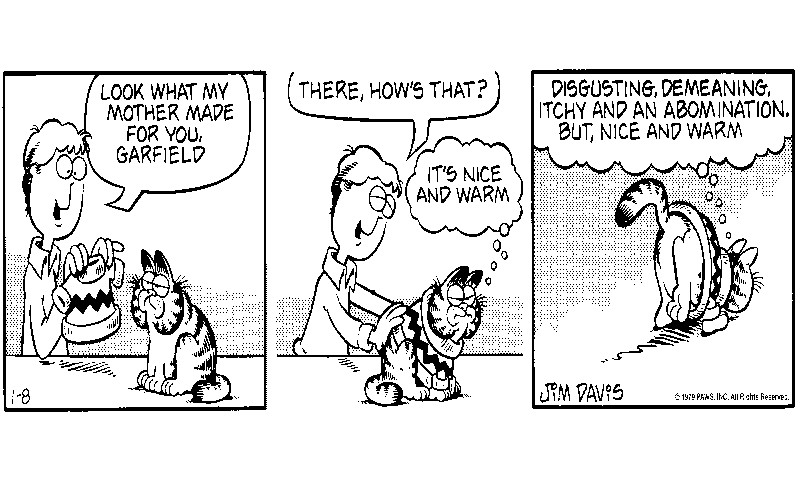 LOOK WHAT MY
MOTHER MADE
FOR YOU,
GARFIELD
1-8
THERE, HOW'S THAT?
IT'S NICE
AND WARM
DISGUSTING, DEMEANING,
ITCHY AND AN ABOMINATION.
BUT, NICE AND WARM
JIM DAVIS
© 1979 PAWS, INC. All Rights Reserved.